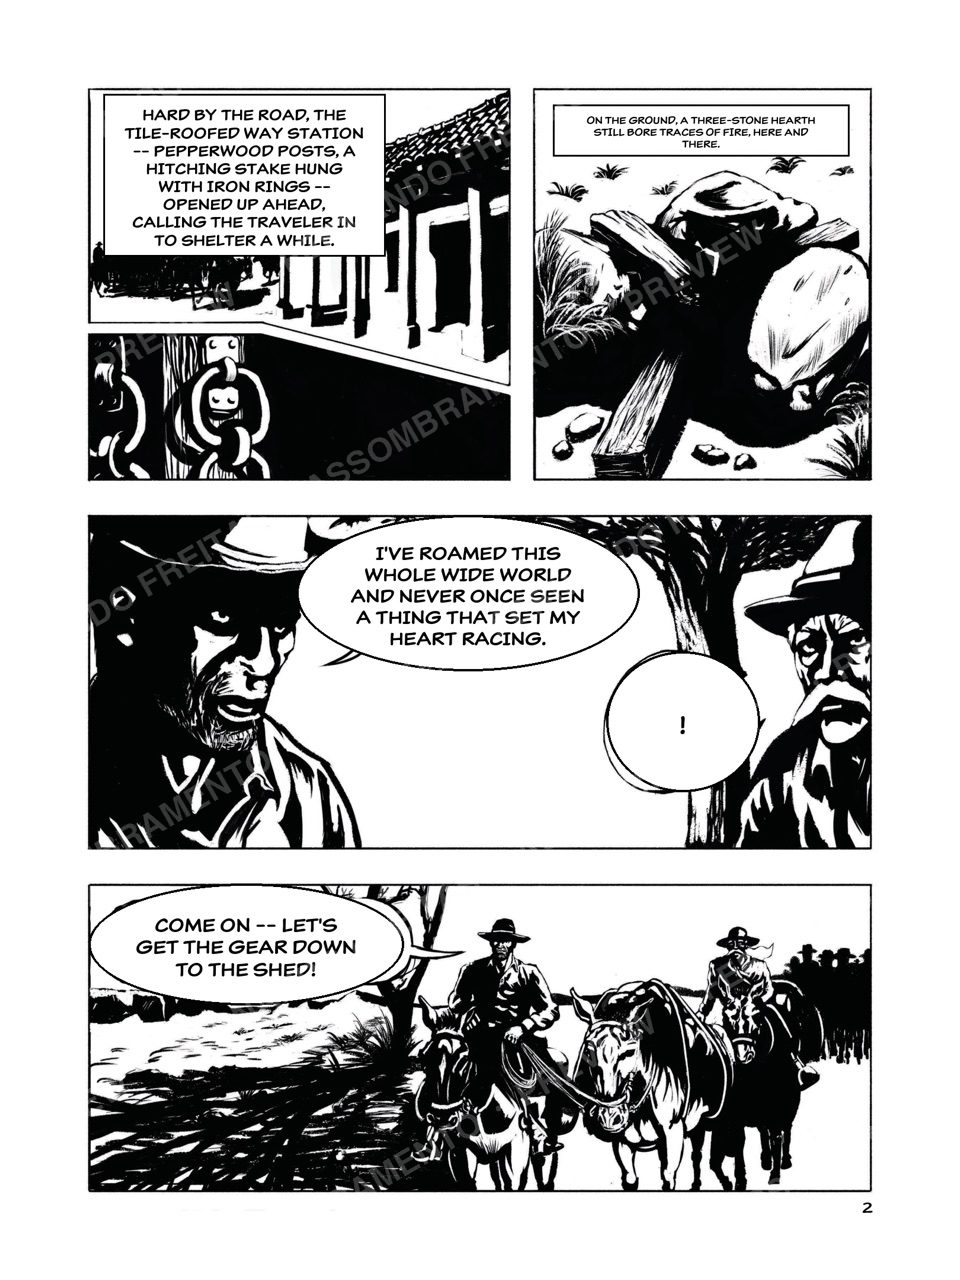 HARD BY THE ROAD, THE
TILE-ROOFED WAY STATION
-- PEPPERWOOD POSTS, A
HITCHING STAKE HUNG
WITH IRON RINGS --
OPENED UP AHEAD,
CALLING THE TRAVELER IN
TO SHELTER A WHILE.
ON THE GROUND, A THREE-STONE HEARTH
STILL BORE TRACES OF FIRE, HERE AND
THERE.
I'VE ROAMED THIS
WHOLE WIDE WORLD
AND NEVER ONCE SEEN
A THING THAT SET MY
HEART RACING.
!
COME ON -- LET'S
GET THE GEAR DOWN
TO THE SHED!
2